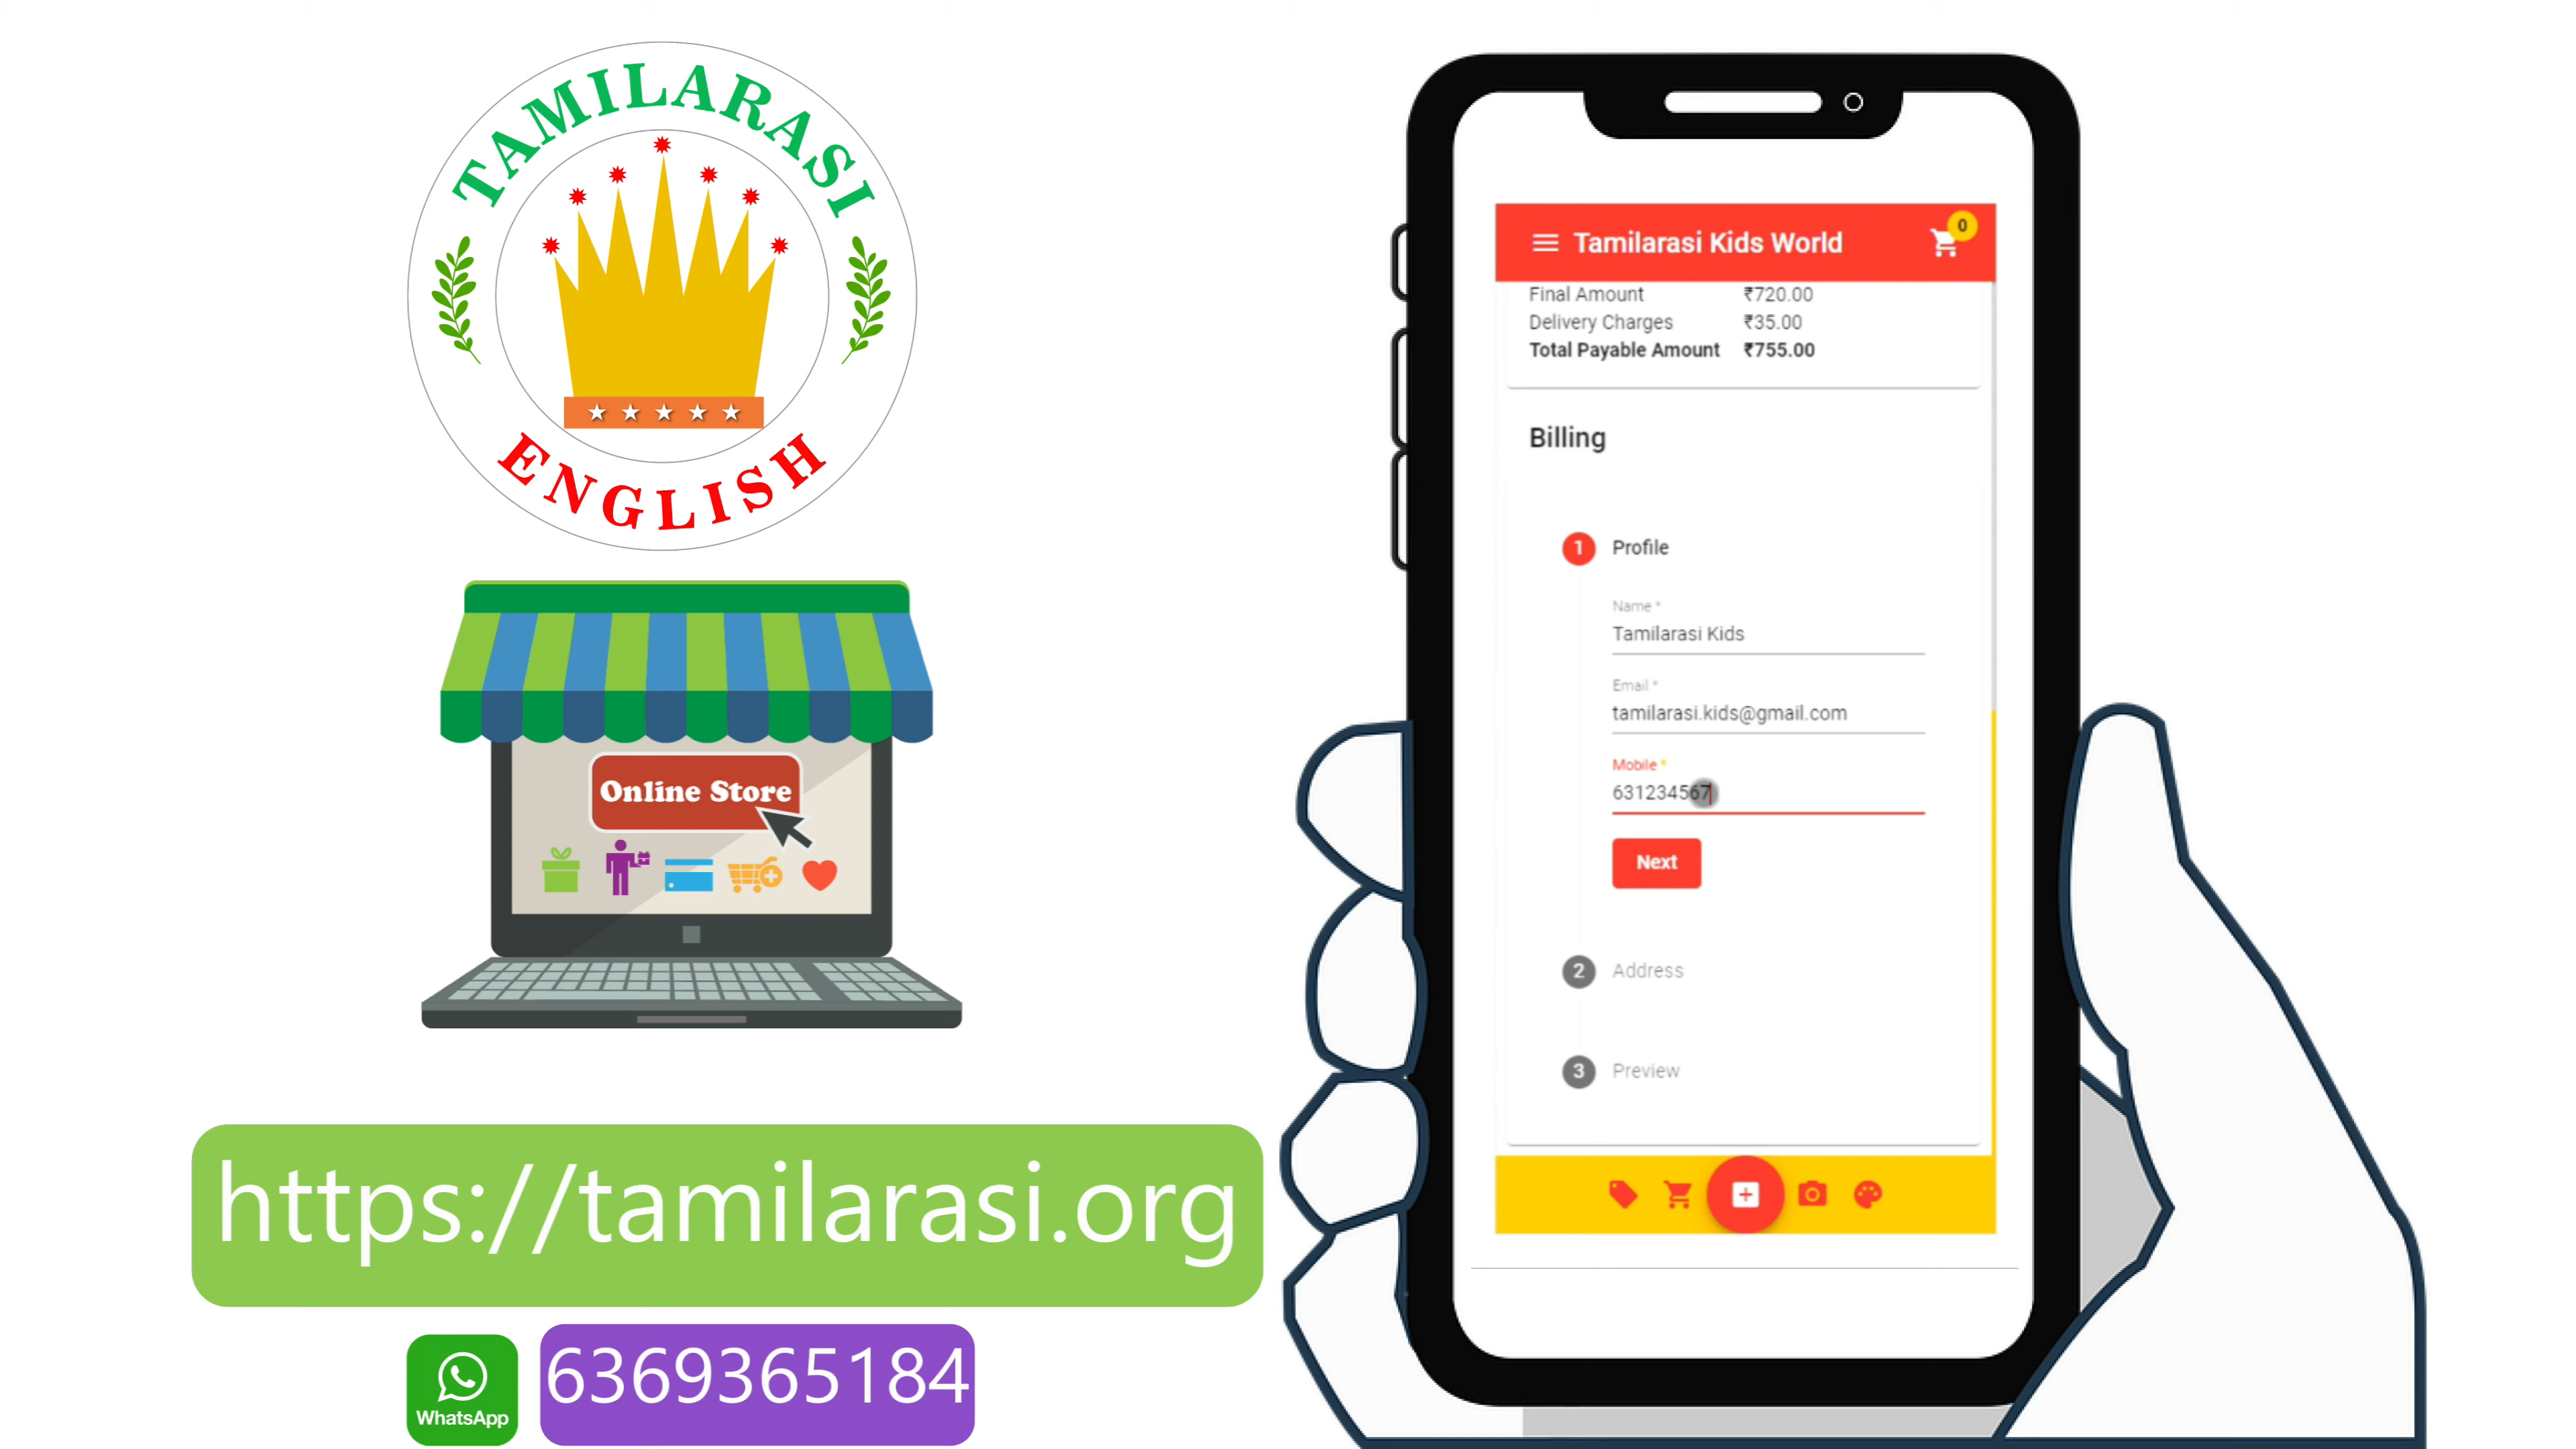 TAMILARASI
ENGLISH
Online Store
https://tamilarasi.org
WhatsApp
6369365184
Tamilarasi Kids World
0
Final Amount ₹720.00
Delivery Charges ₹35.00
Total Payable Amount ₹755.00
Billing
1 Profile
Name *
Tamilarasi Kids
Email *
tamilarasi.kids@gmail.com
Mobile *
631234567
Next
2 Address
3 Preview